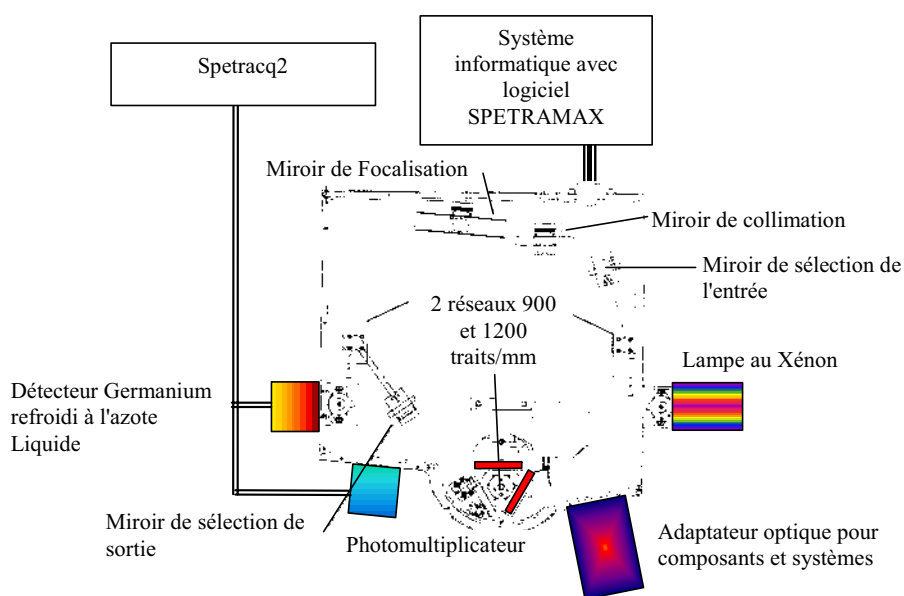 Spetracq2
Système
informatique avec
logiciel
SPETRAMAX
Miroir de Focalisation
Miroir de collimation
Miroir de sélection de
l'entrée
2 réseaux 900
et 1200
traits/mm
Lampe au Xénon
Détecteur Germanium
refroidi à l'azote
Liquide
Miroir de sélection de
sortie
Photomultiplicateur
Adaptateur optique pour
composants et systèmes